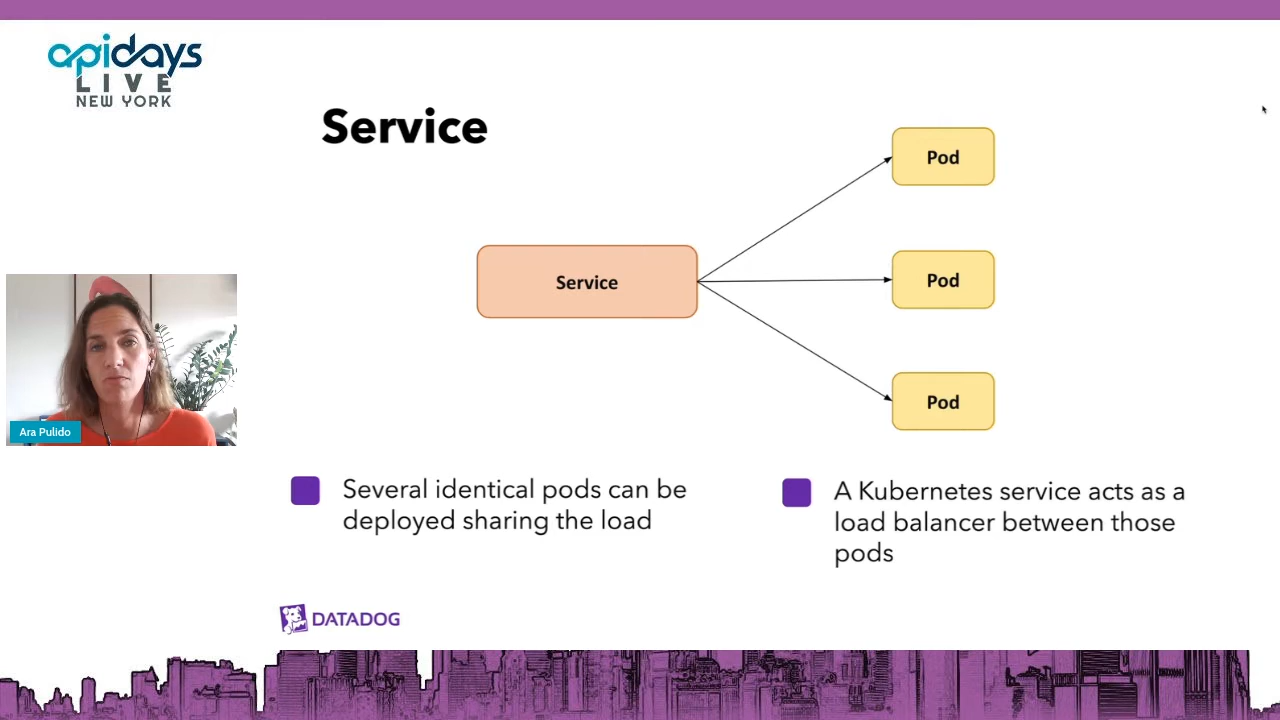 apidays
LIVE
NEW YORK
Service
Pod
Service
Pod
Pod
Ara Pulido
Several identical pods can be
deployed sharing the load
A Kubernetes service acts as a
load balancer between those
pods
DATADOG